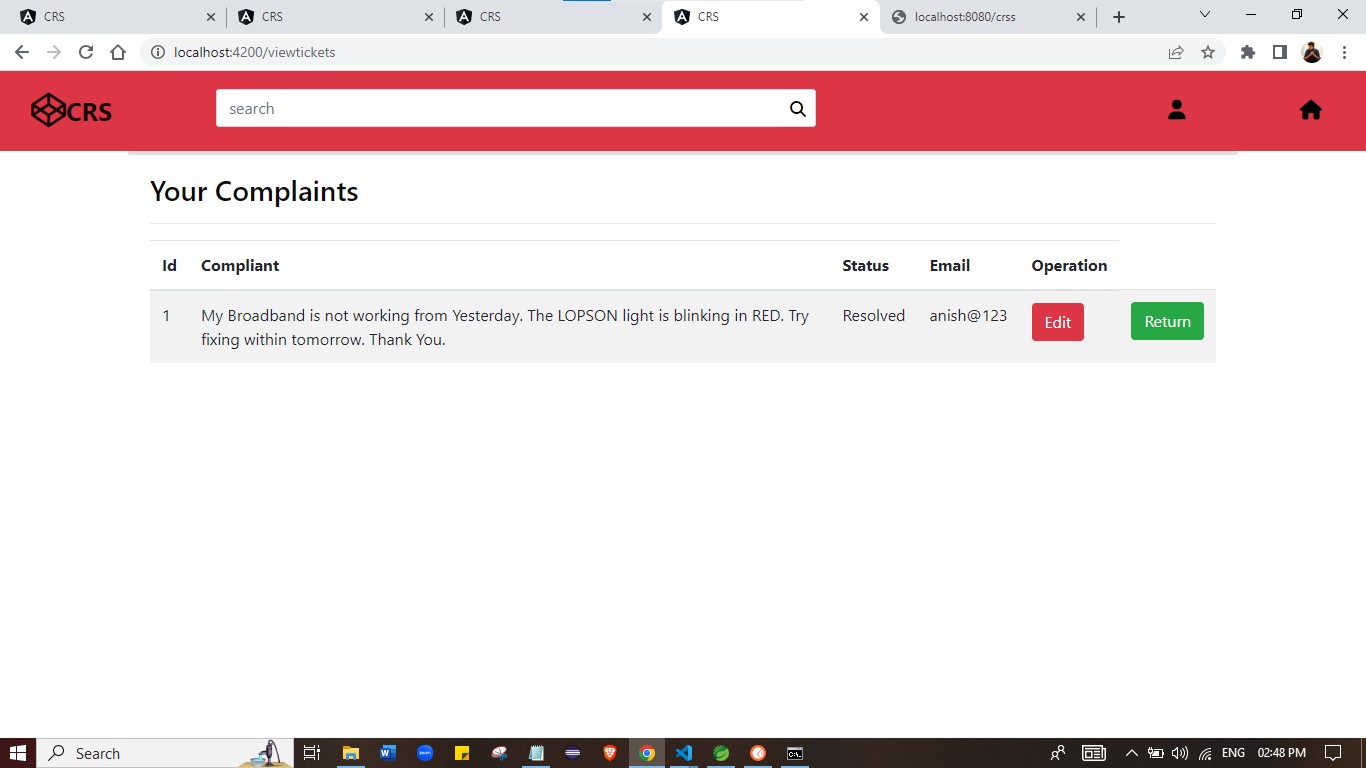 CRS
CRS
CRS
CRS
localhost:8080/crss
localhost:4200/viewtickets
CRS
search
Your Complaints
Id Compliant Status Email Operation
1 My Broadband is not working from Yesterday. The LOPSON light is blinking in RED. Try Resolved anish@123 Edit Return
fixing within tomorrow. Thank You.
Search
ENG 02:48 PM